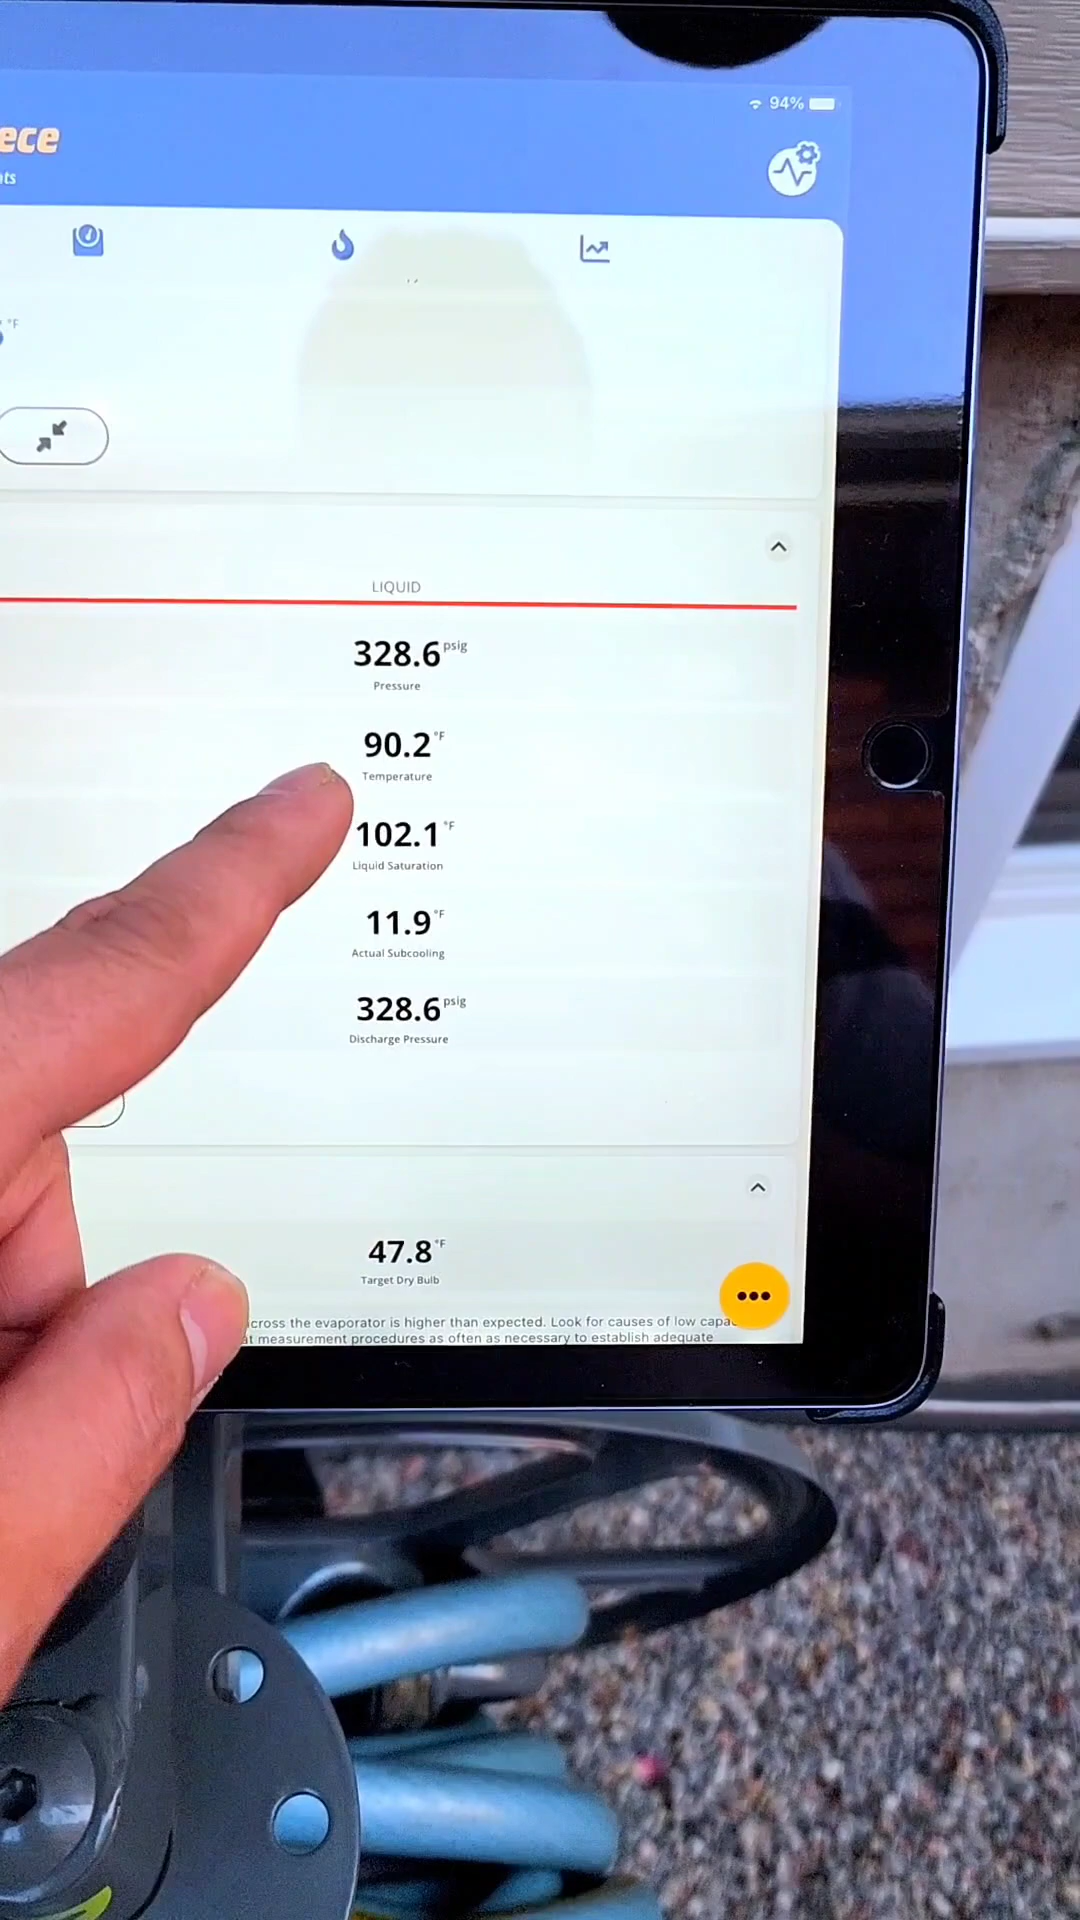 94%
ece
ts
°F
LIQUID
328.6 psig
Pressure
90.2 °F
Temperature
102.1 °F
Liquid Saturation
11.9 °F
Actual Subcooling
328.6 psig
Discharge Pressure
47.8 °F
Target Dry Bulb
cross the evaporator is higher than expected. Look for causes of low capac
at measurement procedures as often as necessary to establish adequate